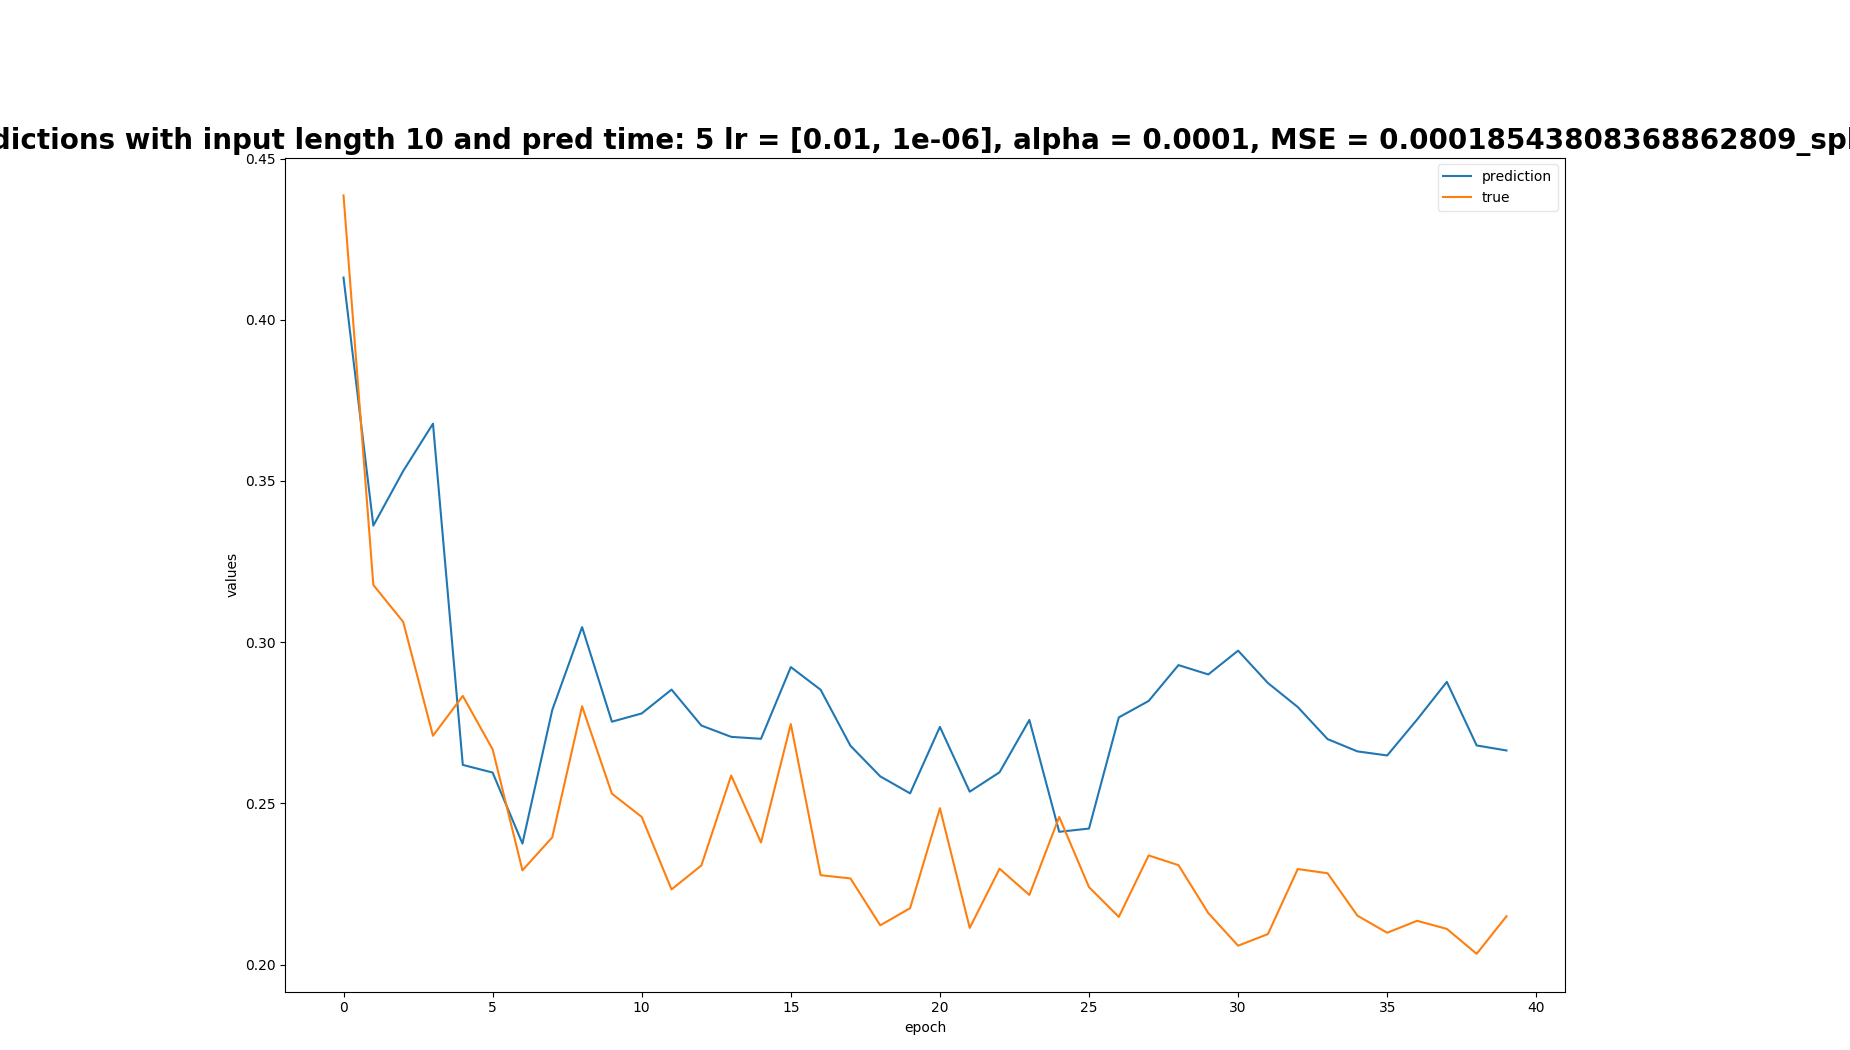 dictions with input length 10 and pred time: 5 lr = [0.01, 1e-06], alpha = 0.0001, MSE = 0.00018543808368862809_spl
prediction
true
0.45
0.40
0.35
0.30
0.25
0.20
values
0 5 10 15 20 25 30 35 40
epoch